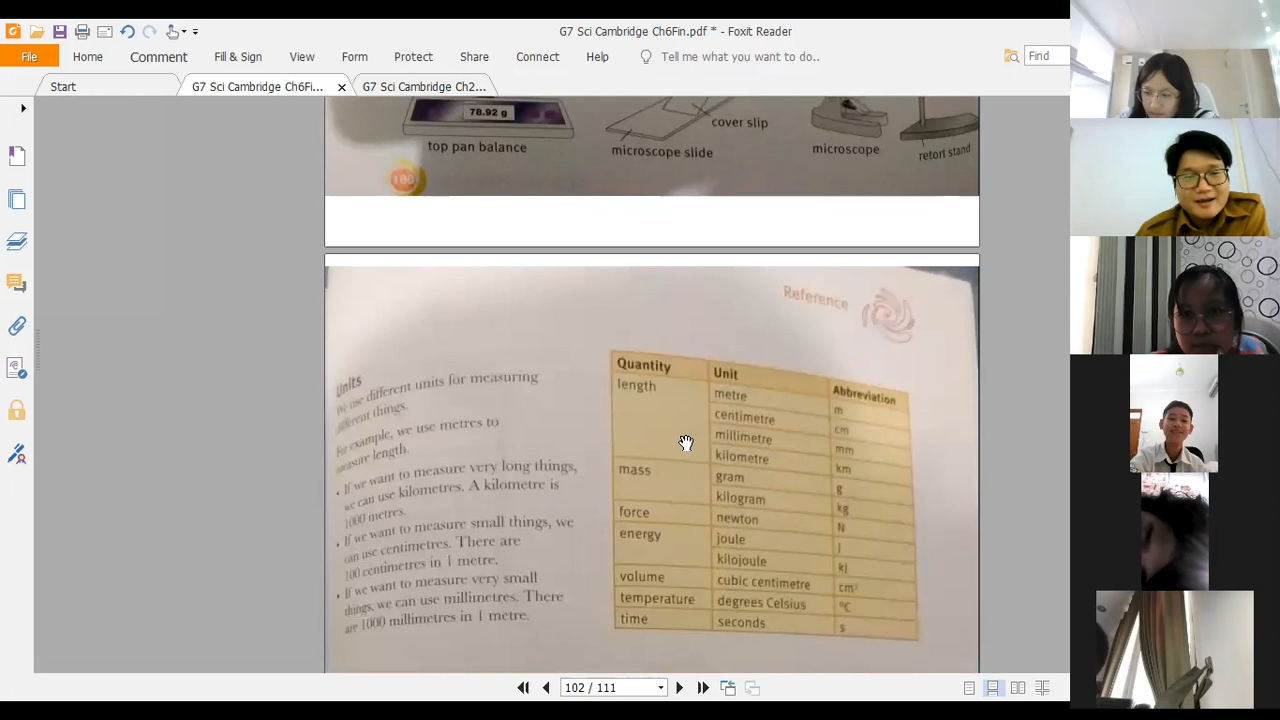 G7 Sci Cambridge Ch6Fin.pdf * - Foxit Reader
File Home Comment Fill & Sign View Form Protect Share Connect Help Tell me what you want to do.. Find
Start G7 Sci Cambridge Ch6Fi... G7 Sci Cambridge Ch2...
78.92 g
cover slip
top pan balance
microscope slide
microscope
retort stand
Reference
Units
We use different units for measuring
different things.
For example, we use metres to
measure length.
• If we want to measure very long things,
we can use kilometres. A kilometre is
1000 metres.
• If we want to measure small things, we
can use centimetres. There are
100 centimetres in 1 metre.
• If we want to measure very small
things, we can use millimetres. There
are 1000 millimetres in 1 metre.
Quantity Unit Abbreviation
length metre m
centimetre cm
millimetre mm
kilometre km
mass gram g
kilogram kg
force newton N
energy joule J
kilojoule kJ
volume cubic centimetre cm³
temperature degrees Celsius °C
time seconds s
102 / 111